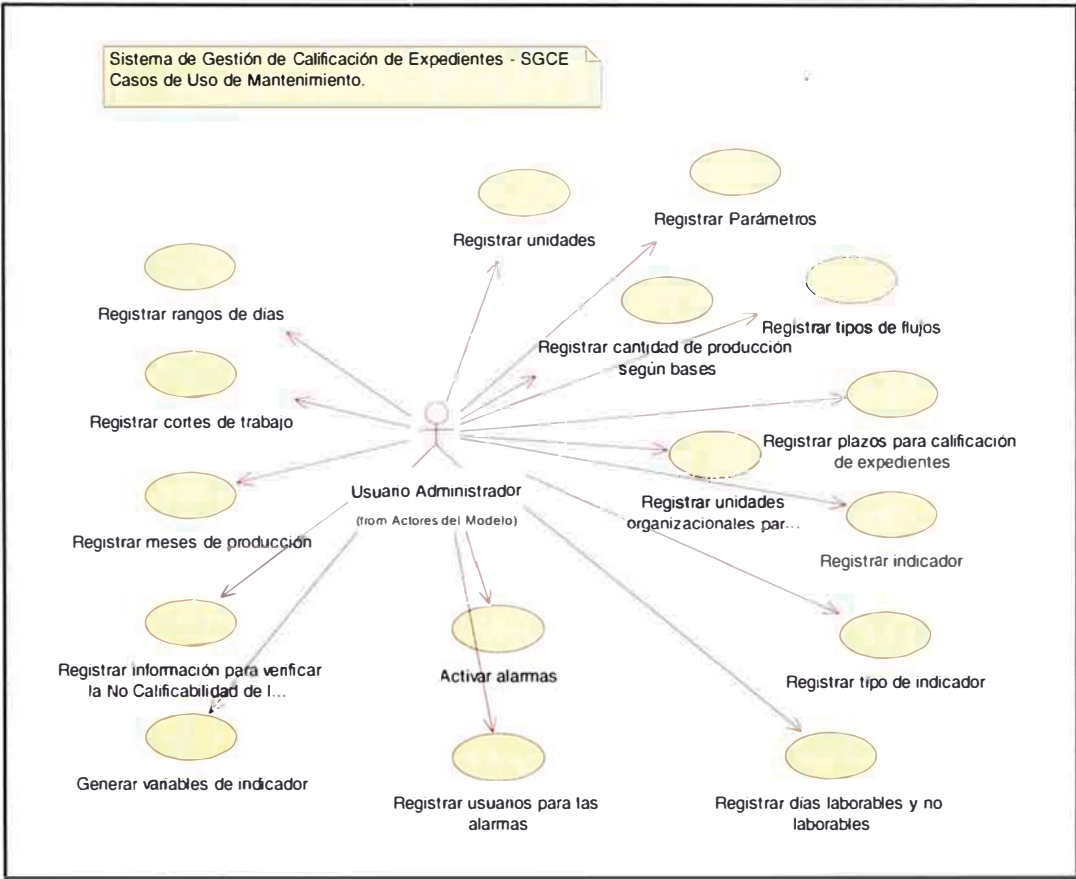 Sistema de Gestión de Calificación de Expedientes - SGCE
Casos de Uso de Mantenimiento.
Registrar Parámetros
Registrar unidades
Registrar rangos de días
Registrar tipos de flujos
Registrar cantidad de producción
según bases
Registrar cortes de trabajo
Registrar plazos para calificación
de expedientes
Usuario Administrador
(from Actores del Modelo)
Registrar unidades
organizacionales par...
Registrar meses de producción
Registrar indicador
Registrar información para verificar
la No Calificabilidad de l...
Activar alarmas
Registrar tipo de indicador
Generar variables de indicador
Registrar usuarios para las
alarmas
Registrar días laborables y no
laborables